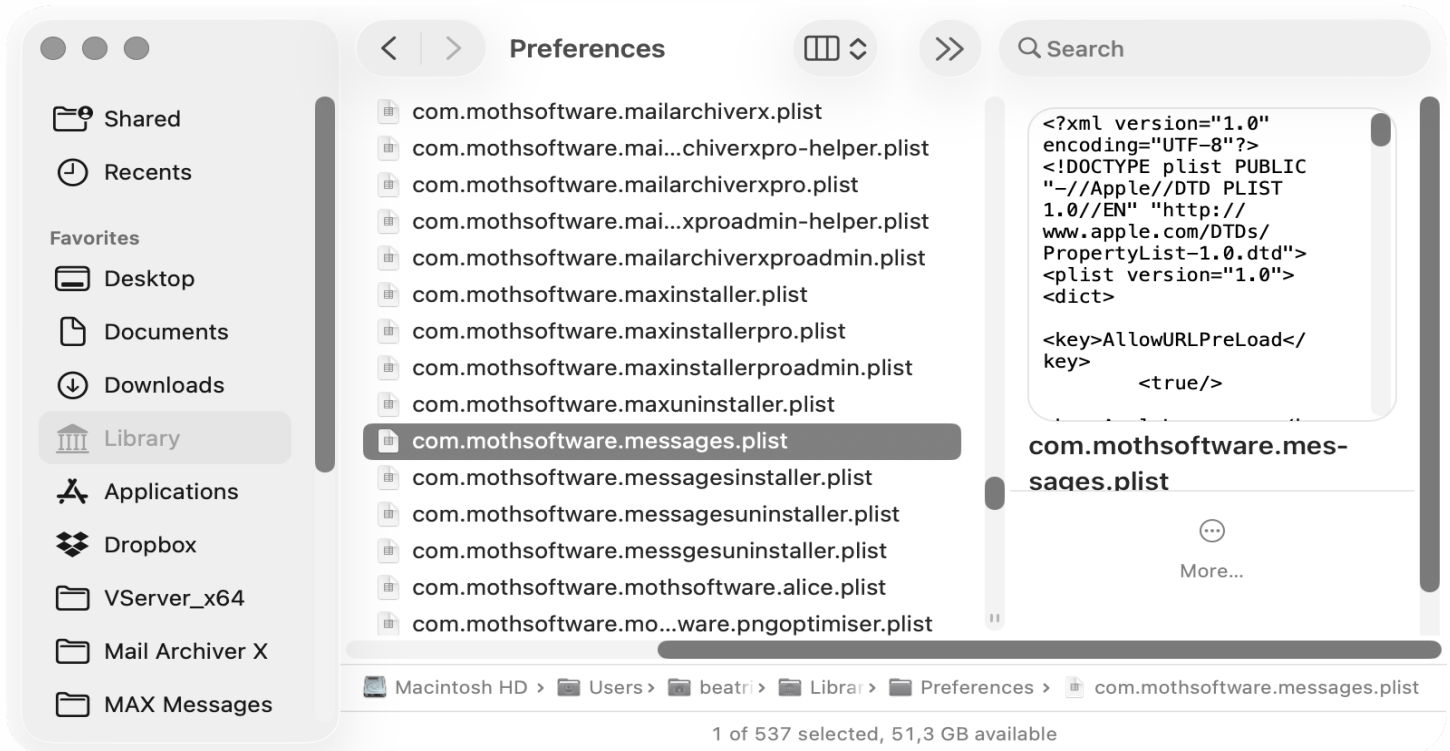 Preferences
Search
Shared
Recents
Favorites
Desktop
Documents
Downloads
Library
Applications
Dropbox
VServer_x64
Mail Archiver X
MAX Messages
com.mothsoftware.mailarchiverx.plist
com.mothsoftware.mai...chiverxpro-helper.plist
com.mothsoftware.mailarchiverxpro.plist
com.mothsoftware.mai...xproadmin-helper.plist
com.mothsoftware.mailarchiverxproadmin.plist
com.mothsoftware.maxinstaller.plist
com.mothsoftware.maxinstallerpro.plist
com.mothsoftware.maxinstallerproadmin.plist
com.mothsoftware.maxuninstaller.plist
com.mothsoftware.messages.plist
com.mothsoftware.messagesinstaller.plist
com.mothsoftware.messagesuninstaller.plist
com.mothsoftware.messgesuninstaller.plist
com.mothsoftware.mothsoftware.alice.plist
com.mothsoftware.mo...ware.pngoptimiser.plist
<?xml version="1.0"
encoding="UTF-8"?>
<!DOCTYPE plist PUBLIC
"-//Apple//DTD PLIST
1.0//EN" "http://
www.apple.com/DTDs/
PropertyList-1.0.dtd">
<plist version="1.0">
<dict>
<key>AllowURLPreLoad</
key>
<true/>
com.mothsoftware.mes-
sages.plist
More...
Macintosh HD › Users › beatri › Librar › Preferences › com.mothsoftware.messages.plist
1 of 537 selected, 51,3 GB available